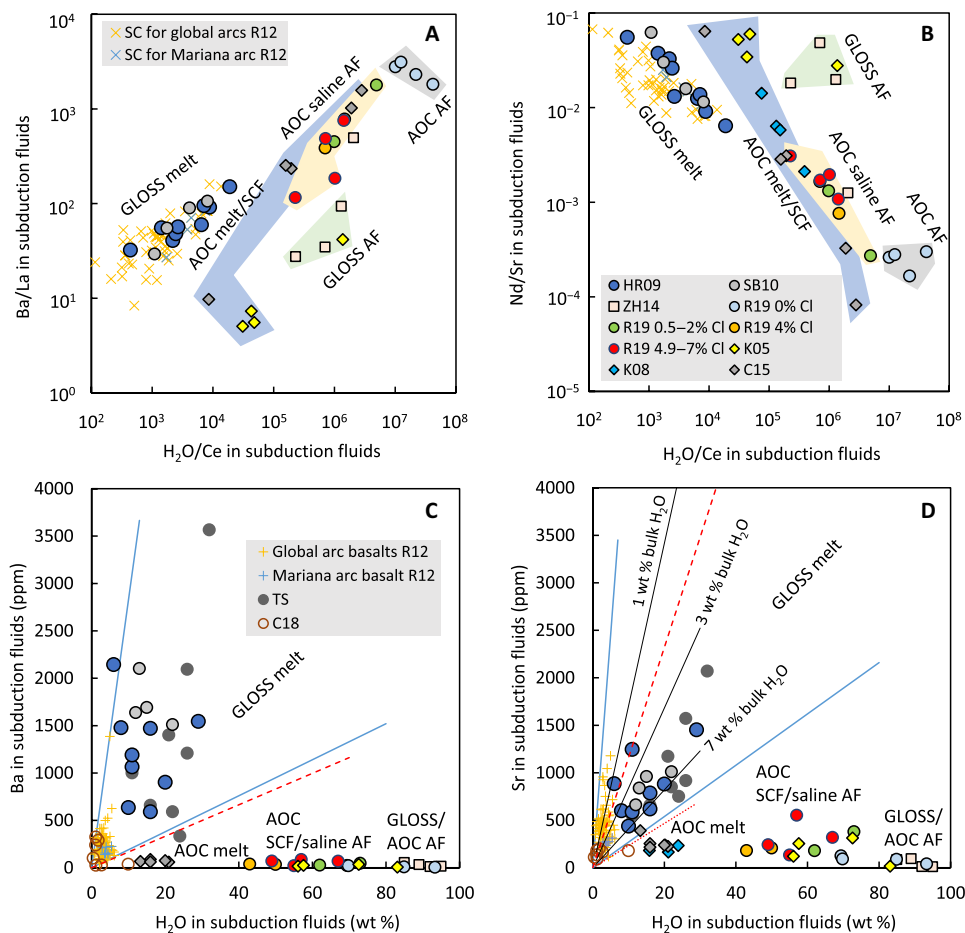 A
SC for global arcs R12
SC for Mariana arc R12
Ba/La in subduction fluids
10⁴
10³
10²
10¹
10⁰
GLOSS melt
AOC saline AF
AOC AF
AOC melt/SCF
GLOSS AF
10² 10³ 10⁴ 10⁵ 10⁶ 10⁷ 10⁸
H₂O/Ce in subduction fluids
B
Nd/Sr in subduction fluids
10⁻¹
10⁻²
10⁻³
10⁻⁴
10⁻⁵
GLOSS melt
GLOSS AF
AOC melt/SCF
AOC saline AF
AOC AF
HR09 SB10
ZH14 R19 0% Cl
R19 0.5–2% Cl R19 4% Cl
R19 4.9–7% Cl K05
K08 C15
10² 10³ 10⁴ 10⁵ 10⁶ 10⁷ 10⁸
H₂O/Ce in subduction fluids
C
Ba in subduction fluids (ppm)
4000
3500
3000
2500
2000
1500
1000
500
0
Global arc basalts R12
Mariana arc basalt R12
TS
C18
GLOSS melt
AOC melt
AOC
SCF/saline AF
GLOSS/
AOC AF
0 20 40 60 80 100
H₂O in subduction fluids (wt %)
D
Sr in subduction fluids (ppm)
4000
3500
3000
2500
2000
1500
1000
500
0
1 wt % bulk H₂O
3 wt % bulk H₂O
7 wt % bulk H₂O
GLOSS melt
AOC melt
AOC
SCF/saline AF
GLOSS/
AOC AF
0 20 40 60 80 100
H₂O in subduction fluids (wt %)